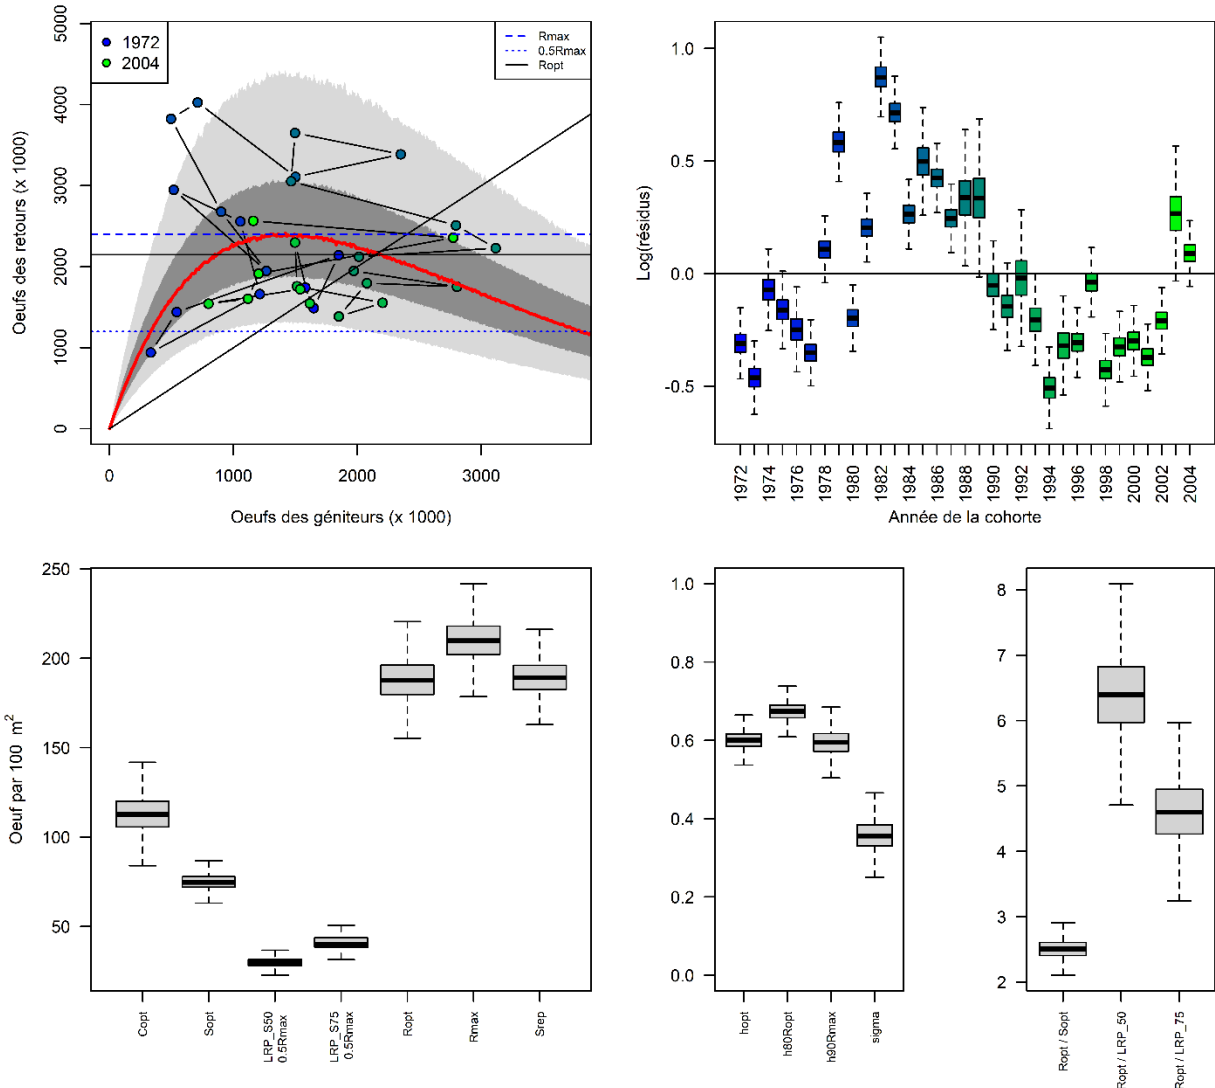 5000
4000
3000
2000
1000
0
Oeufs des retours (x 1000)
1972
2004
Rmax
0.5Rmax
Ropt
0
1000
2000
3000
Oeufs des géniteurs (x 1000)
1.0
0.5
0.0
-0.5
Log(résidus)
1972
1974
1976
1978
1980
1982
1984
1986
1988
1990
1992
1994
1996
1998
2000
2002
2004
Année de la cohorte
250
200
150
100
50
Oeuf par 100 m²
Copt
Sopt
LRP_S50
0.5Rmax
LRP_S75
0.5Rmax
Ropt
Rmax
Srep
1.0
0.8
0.6
0.4
0.2
0.0
hopt
h80Ropt
h90Rmax
sigma
8
7
6
5
4
3
2
Ropt / Sopt
Ropt / LRP_50
Ropt / LRP_75